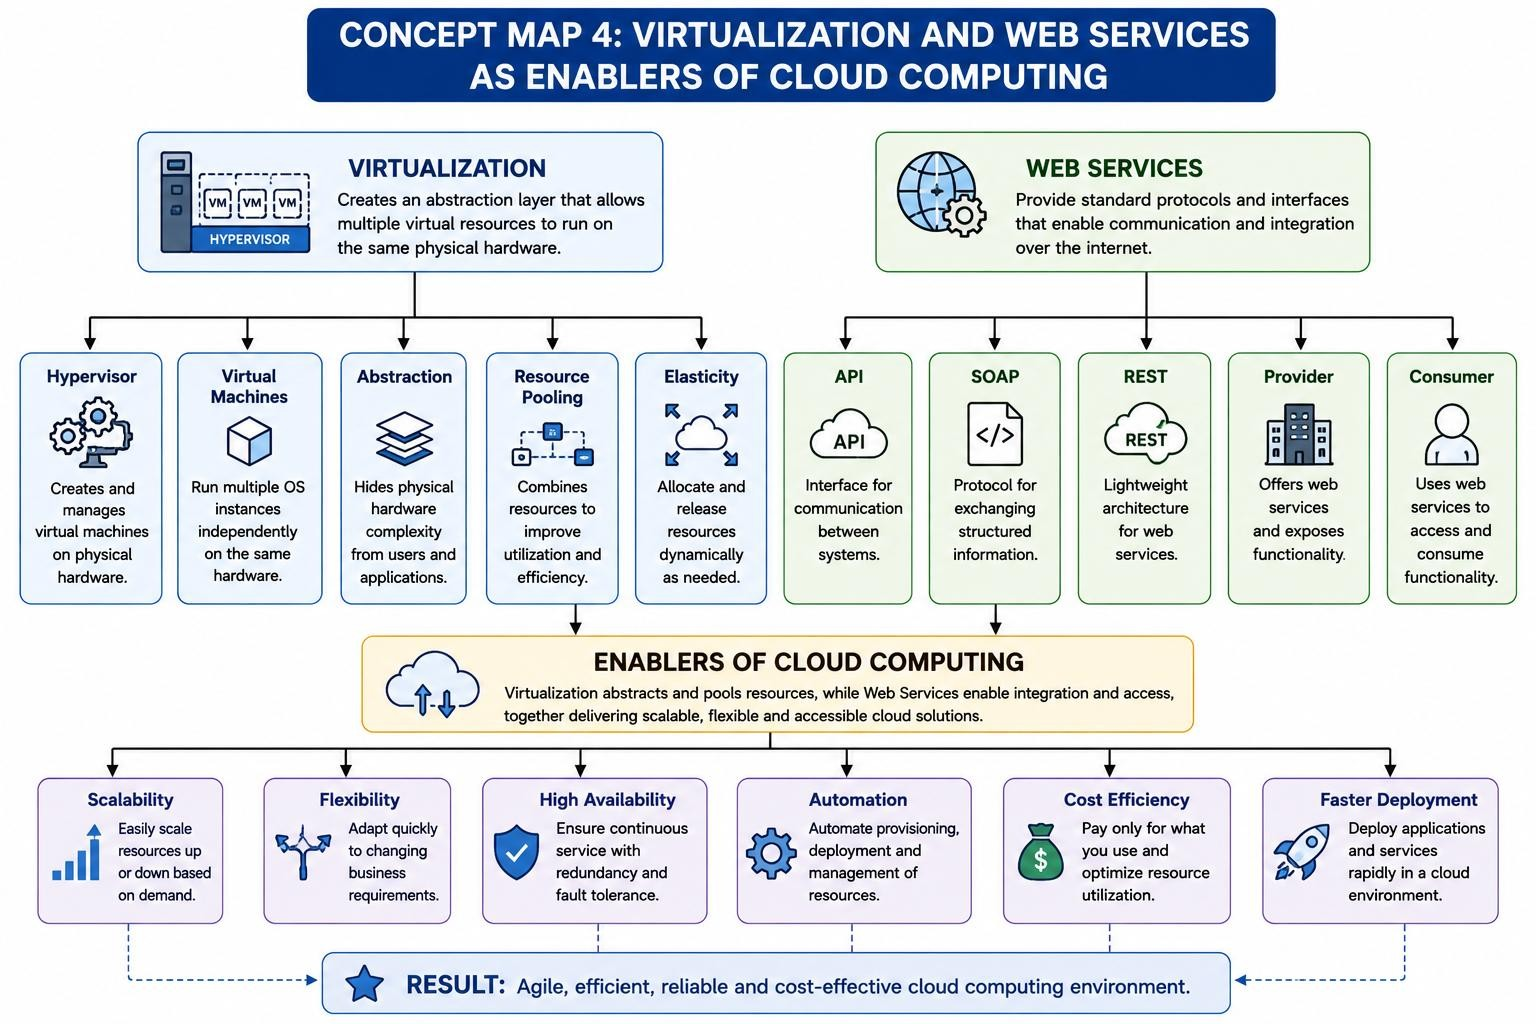 CONCEPT MAP 4: VIRTUALIZATION AND WEB SERVICES
AS ENABLERS OF CLOUD COMPUTING
VIRTUALIZATION
Creates an abstraction layer that allows
multiple virtual resources to run on
the same physical hardware.
VM VM VM
HYPERVISOR
WEB SERVICES
Provide standard protocols and interfaces
that enable communication and integration
over the internet.
Hypervisor
Creates and
manages
virtual machines
on physical
hardware.
Virtual
Machines
Run multiple OS
instances
independently
on the same
hardware.
Abstraction
Hides physical
hardware
complexity
from users and
applications.
Resource
Pooling
Combines
resources to
improve
utilization and
efficiency.
Elasticity
Allocate and
release
resources
dynamically
as needed.
API
API
Interface for
communication
between
systems.
SOAP
</>
Protocol for
exchanging
structured
information.
REST
REST
Lightweight
architecture
for web
services.
Provider
Offers web
services
and exposes
functionality.
Consumer
Uses web
services to
access and
consume
functionality.
ENABLERS OF CLOUD COMPUTING
Virtualization abstracts and pools resources, while Web Services enable integration and access,
together delivering scalable, flexible and accessible cloud solutions.
Scalability
Easily scale
resources up
or down based
on demand.
Flexibility
Adapt quickly
to changing
business
requirements.
High Availability
Ensure continuous
service with
redundancy and
fault tolerance.
Automation
Automate provisioning,
deployment and
management of
resources.
Cost Efficiency
$
Pay only for what
you use and
optimize resource
utilization.
Faster Deployment
Deploy applications
and services
rapidly in a cloud
environment.
RESULT: Agile, efficient, reliable and cost-effective cloud computing environment.